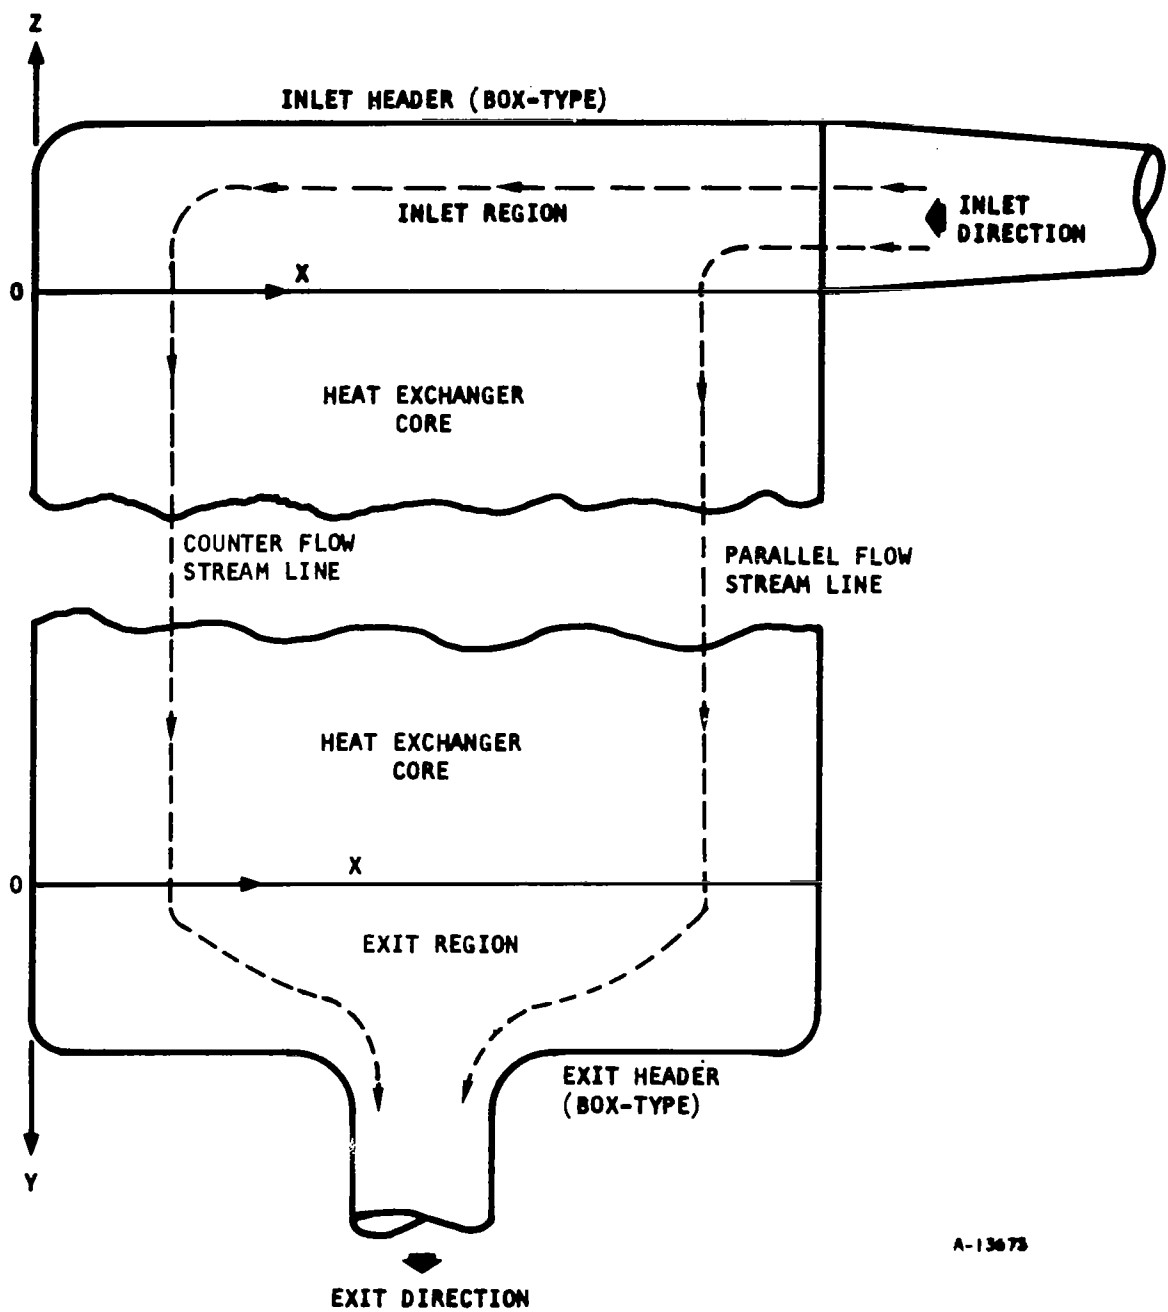 Z
INLET HEADER (BOX-TYPE)
INLET REGION
INLET
DIRECTION
X
0
HEAT EXCHANGER
CORE
COUNTER FLOW
STREAM LINE
PARALLEL FLOW
STREAM LINE
HEAT EXCHANGER
CORE
X
0
EXIT REGION
EXIT HEADER
(BOX-TYPE)
Y
A-13673
EXIT DIRECTION